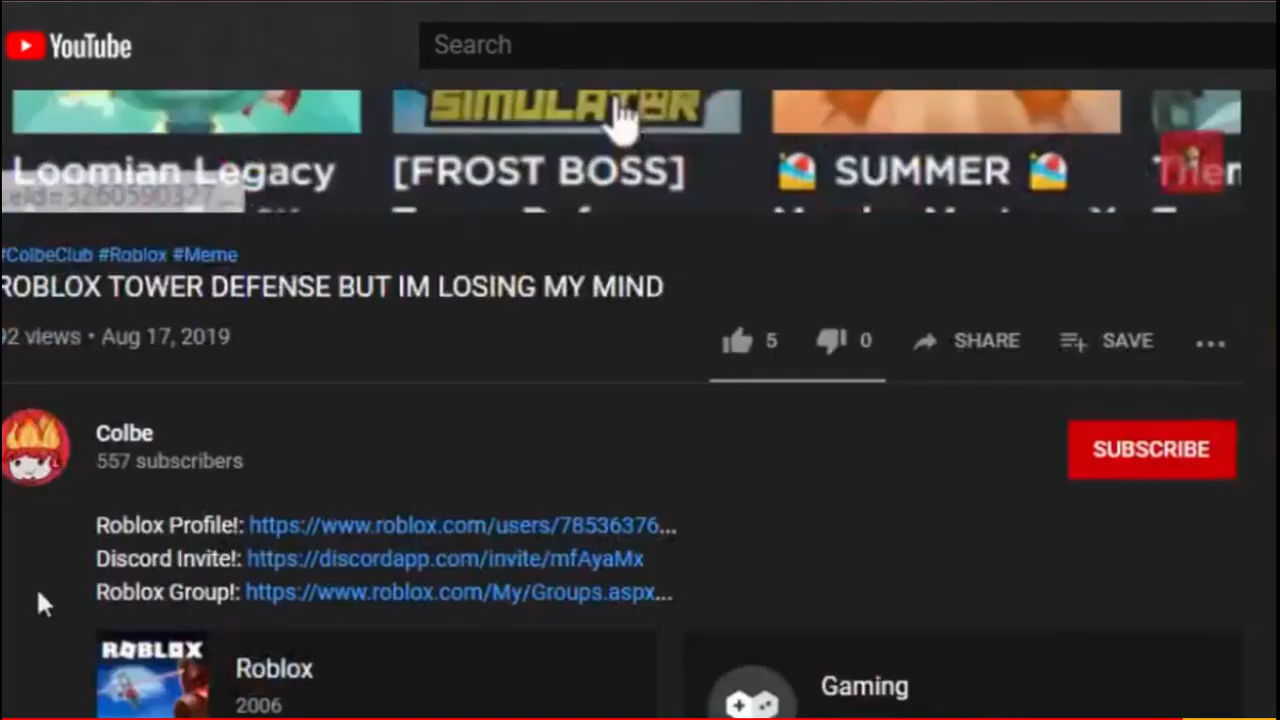 YouTube
Search
SIMULATOR
Loomian Legacy
[FROST BOSS]
SUMMER
#ColbeClub #Roblox #Meme
ROBLOX TOWER DEFENSE BUT IM LOSING MY MIND
92 views • Aug 17, 2019
5
0
SHARE
SAVE
Colbe
557 subscribers
SUBSCRIBE
Roblox Profile!: https://www.roblox.com/users/78536376...
Discord Invite!: https://discordapp.com/invite/mfAyaMx
Roblox Group!: https://www.roblox.com/My/Groups.aspx...
ROBLOX
Roblox
2006
Gaming